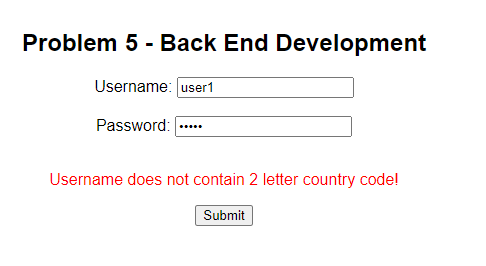 Problem 5 - Back End Development
Username: user1
Password: •••••
Username does not contain 2 letter country code!
Submit